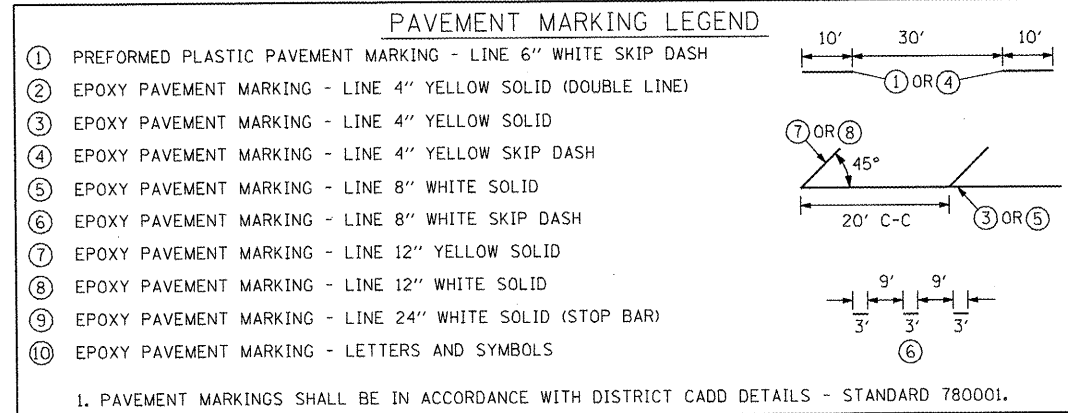 PAVEMENT MARKING LEGEND
1 PREFORMED PLASTIC PAVEMENT MARKING - LINE 6" WHITE SKIP DASH
2 EPOXY PAVEMENT MARKING - LINE 4" YELLOW SOLID (DOUBLE LINE)
3 EPOXY PAVEMENT MARKING - LINE 4" YELLOW SOLID
4 EPOXY PAVEMENT MARKING - LINE 4" YELLOW SKIP DASH
5 EPOXY PAVEMENT MARKING - LINE 8" WHITE SOLID
6 EPOXY PAVEMENT MARKING - LINE 8" WHITE SKIP DASH
7 EPOXY PAVEMENT MARKING - LINE 12" YELLOW SOLID
8 EPOXY PAVEMENT MARKING - LINE 12" WHITE SOLID
9 EPOXY PAVEMENT MARKING - LINE 24" WHITE SOLID (STOP BAR)
10 EPOXY PAVEMENT MARKING - LETTERS AND SYMBOLS
10' 30' 10'
1 OR 4
7 OR 8
45°
20' C-C
3 OR 5
9' 9'
3' 3' 3'
6
1. PAVEMENT MARKINGS SHALL BE IN ACCORDANCE WITH DISTRICT CADD DETAILS - STANDARD 780001.